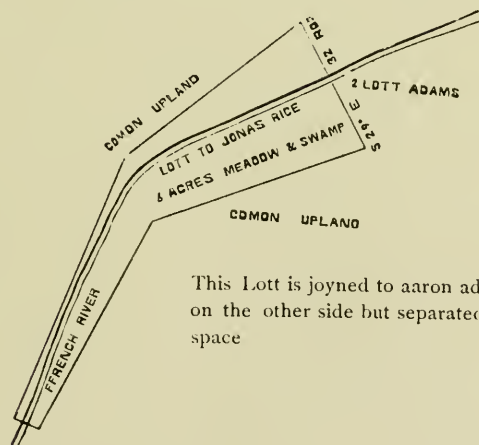 32 RDS
COMON UPLAND
2 LOTT ADAMS
LOTT TO JONAS RICE
6 ACRES MEADOW & SWAMP
S 29° E
COMON UPLAND
FFRENCH RIVER
This Lott is joyned to aaron ad
on the other side but separated
space